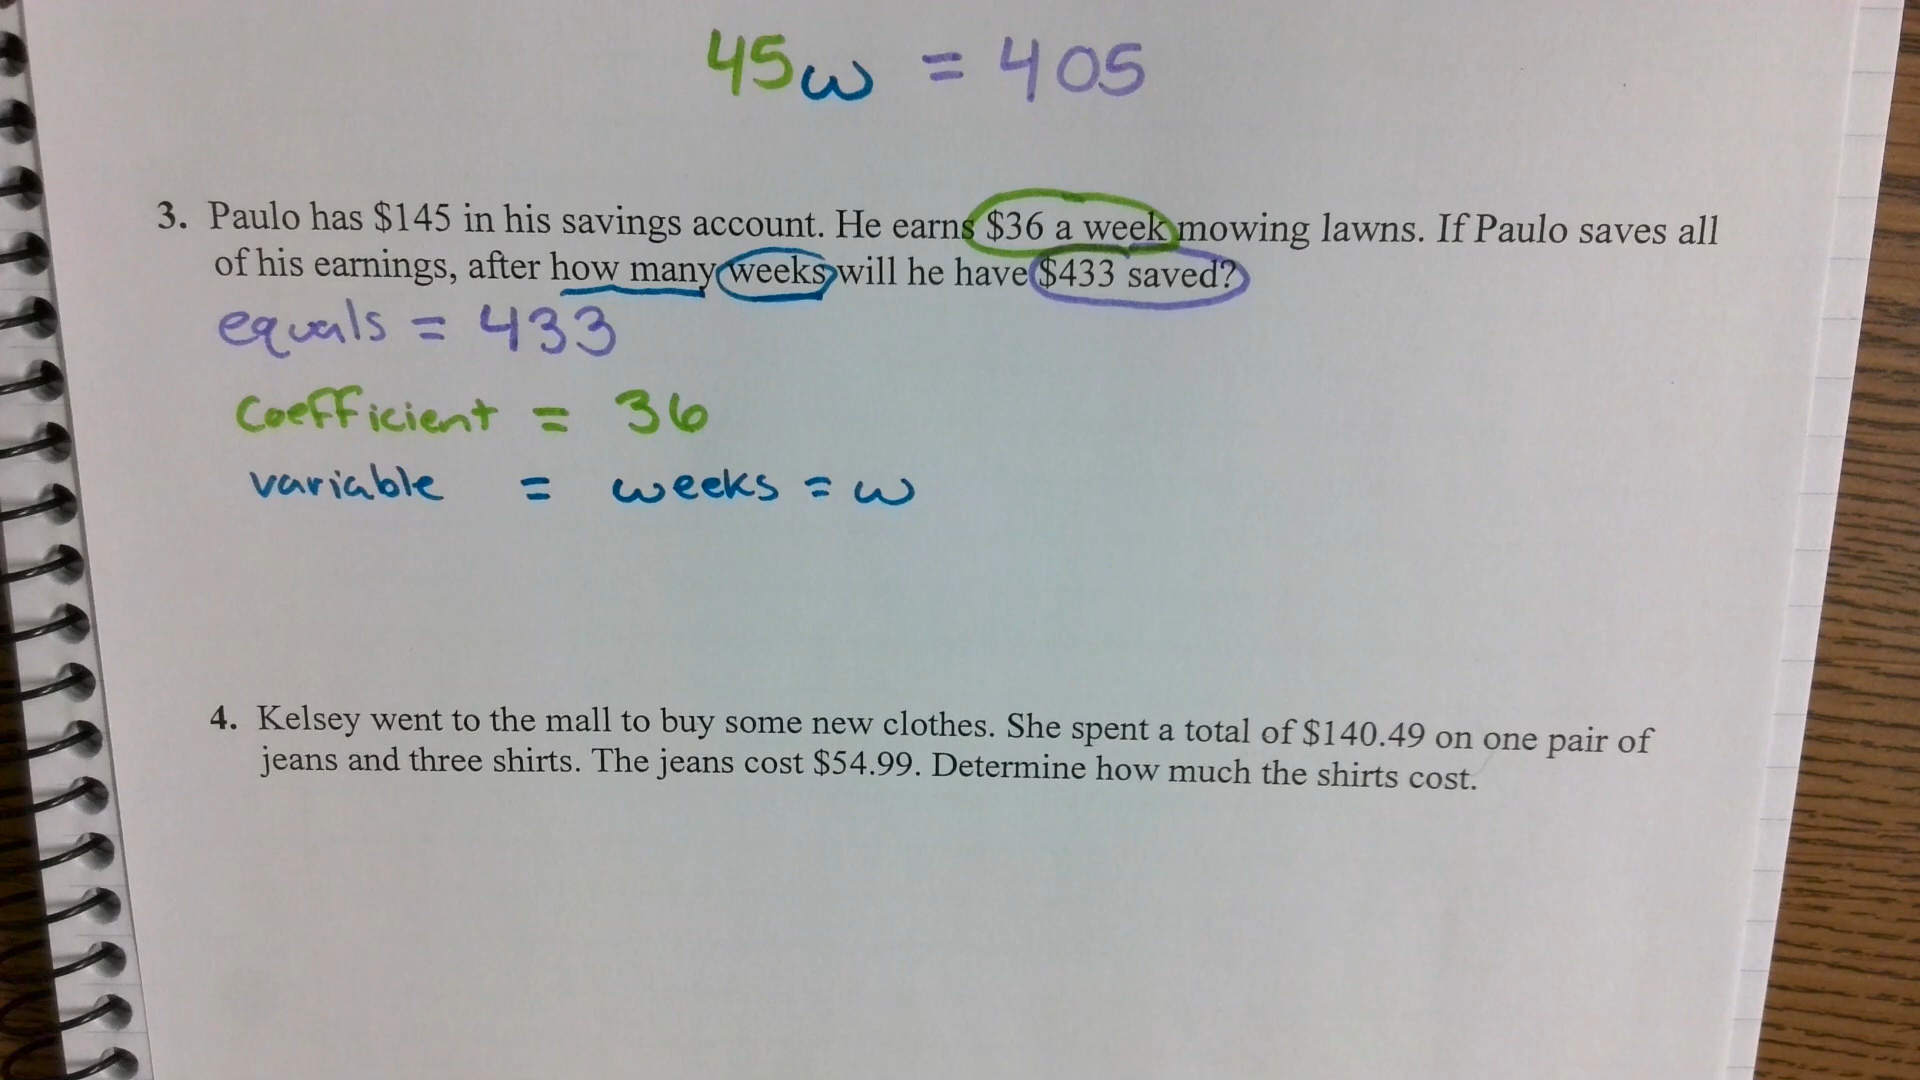 45w = 405
3. Paulo has $145 in his savings account. He earns $36 a week mowing lawns. If Paulo saves all
of his earnings, after how many weeks will he have $433 saved?
equals = 433
coefficient = 36
variable = weeks = w
4. Kelsey went to the mall to buy some new clothes. She spent a total of $140.49 on one pair of
jeans and three shirts. The jeans cost $54.99. Determine how much the shirts cost.